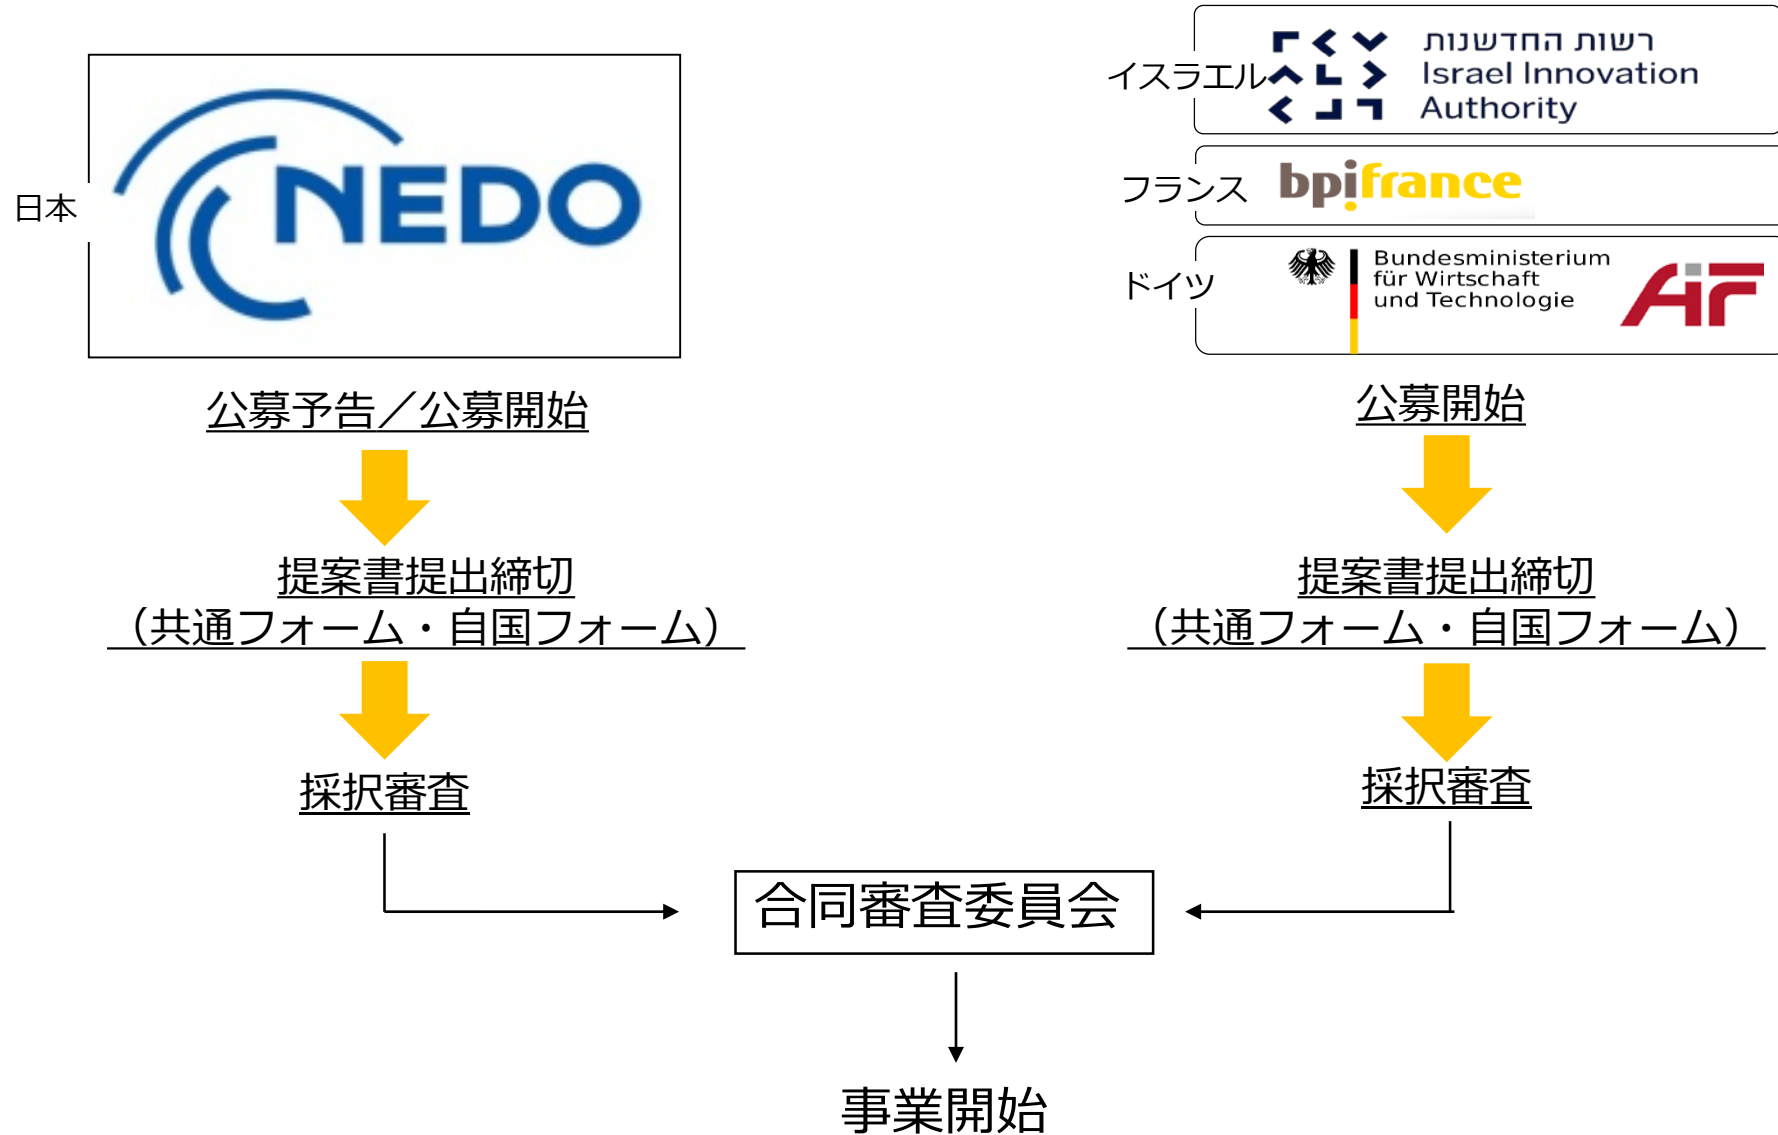 日本
NEDO
公募予告／公募開始
提案書提出締切
（共通フォーム・自国フォーム）
採択審査
イスラエル
רשות החדשנות
Israel Innovation
Authority
フランス
bpifrance
ドイツ
Bundesministerium
für Wirtschaft
und Technologie
AiF
公募開始
提案書提出締切
（共通フォーム・自国フォーム）
採択審査
合同審査委員会
事業開始